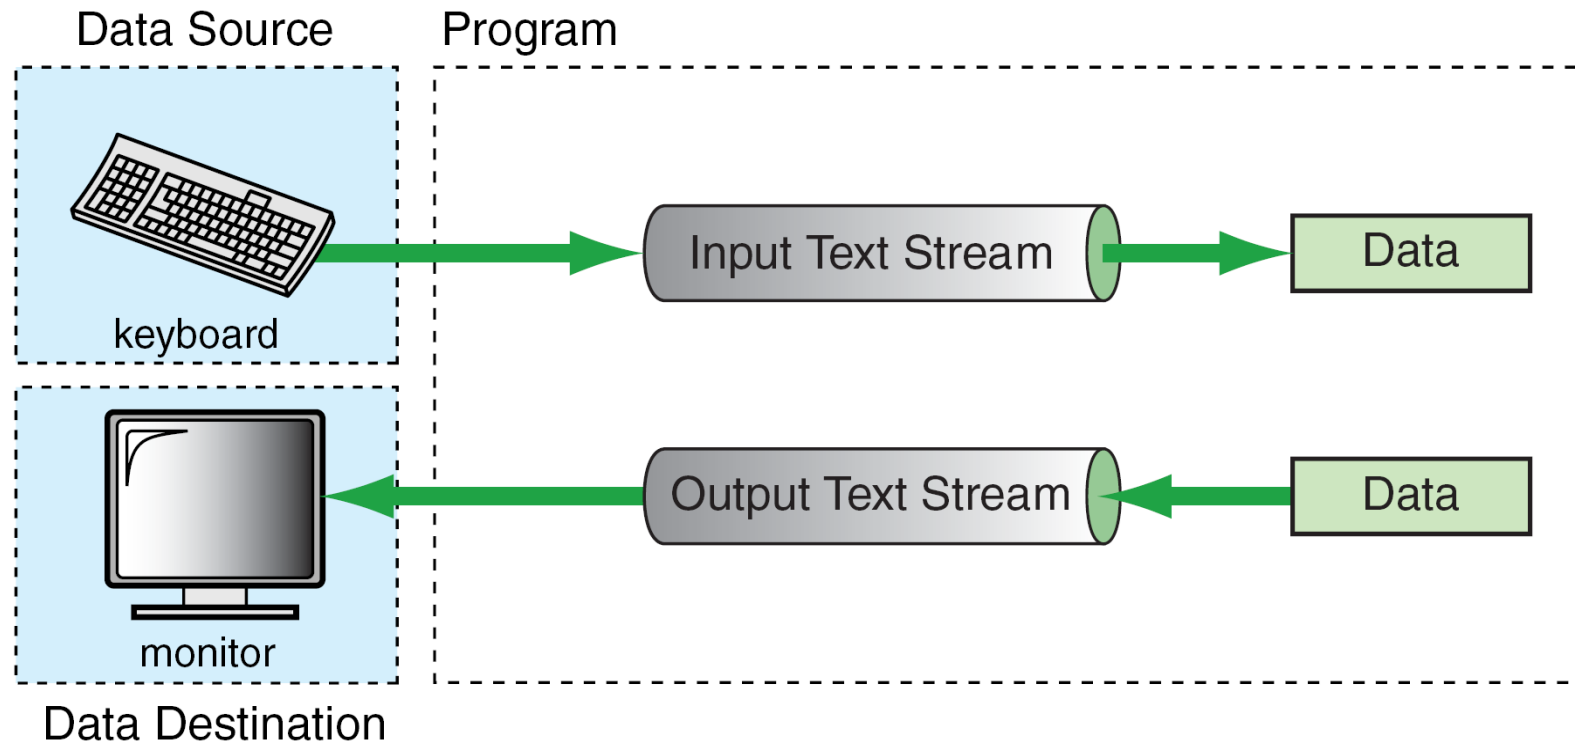 Data Source
Program
keyboard
Input Text Stream
Data
monitor
Output Text Stream
Data
Data Destination